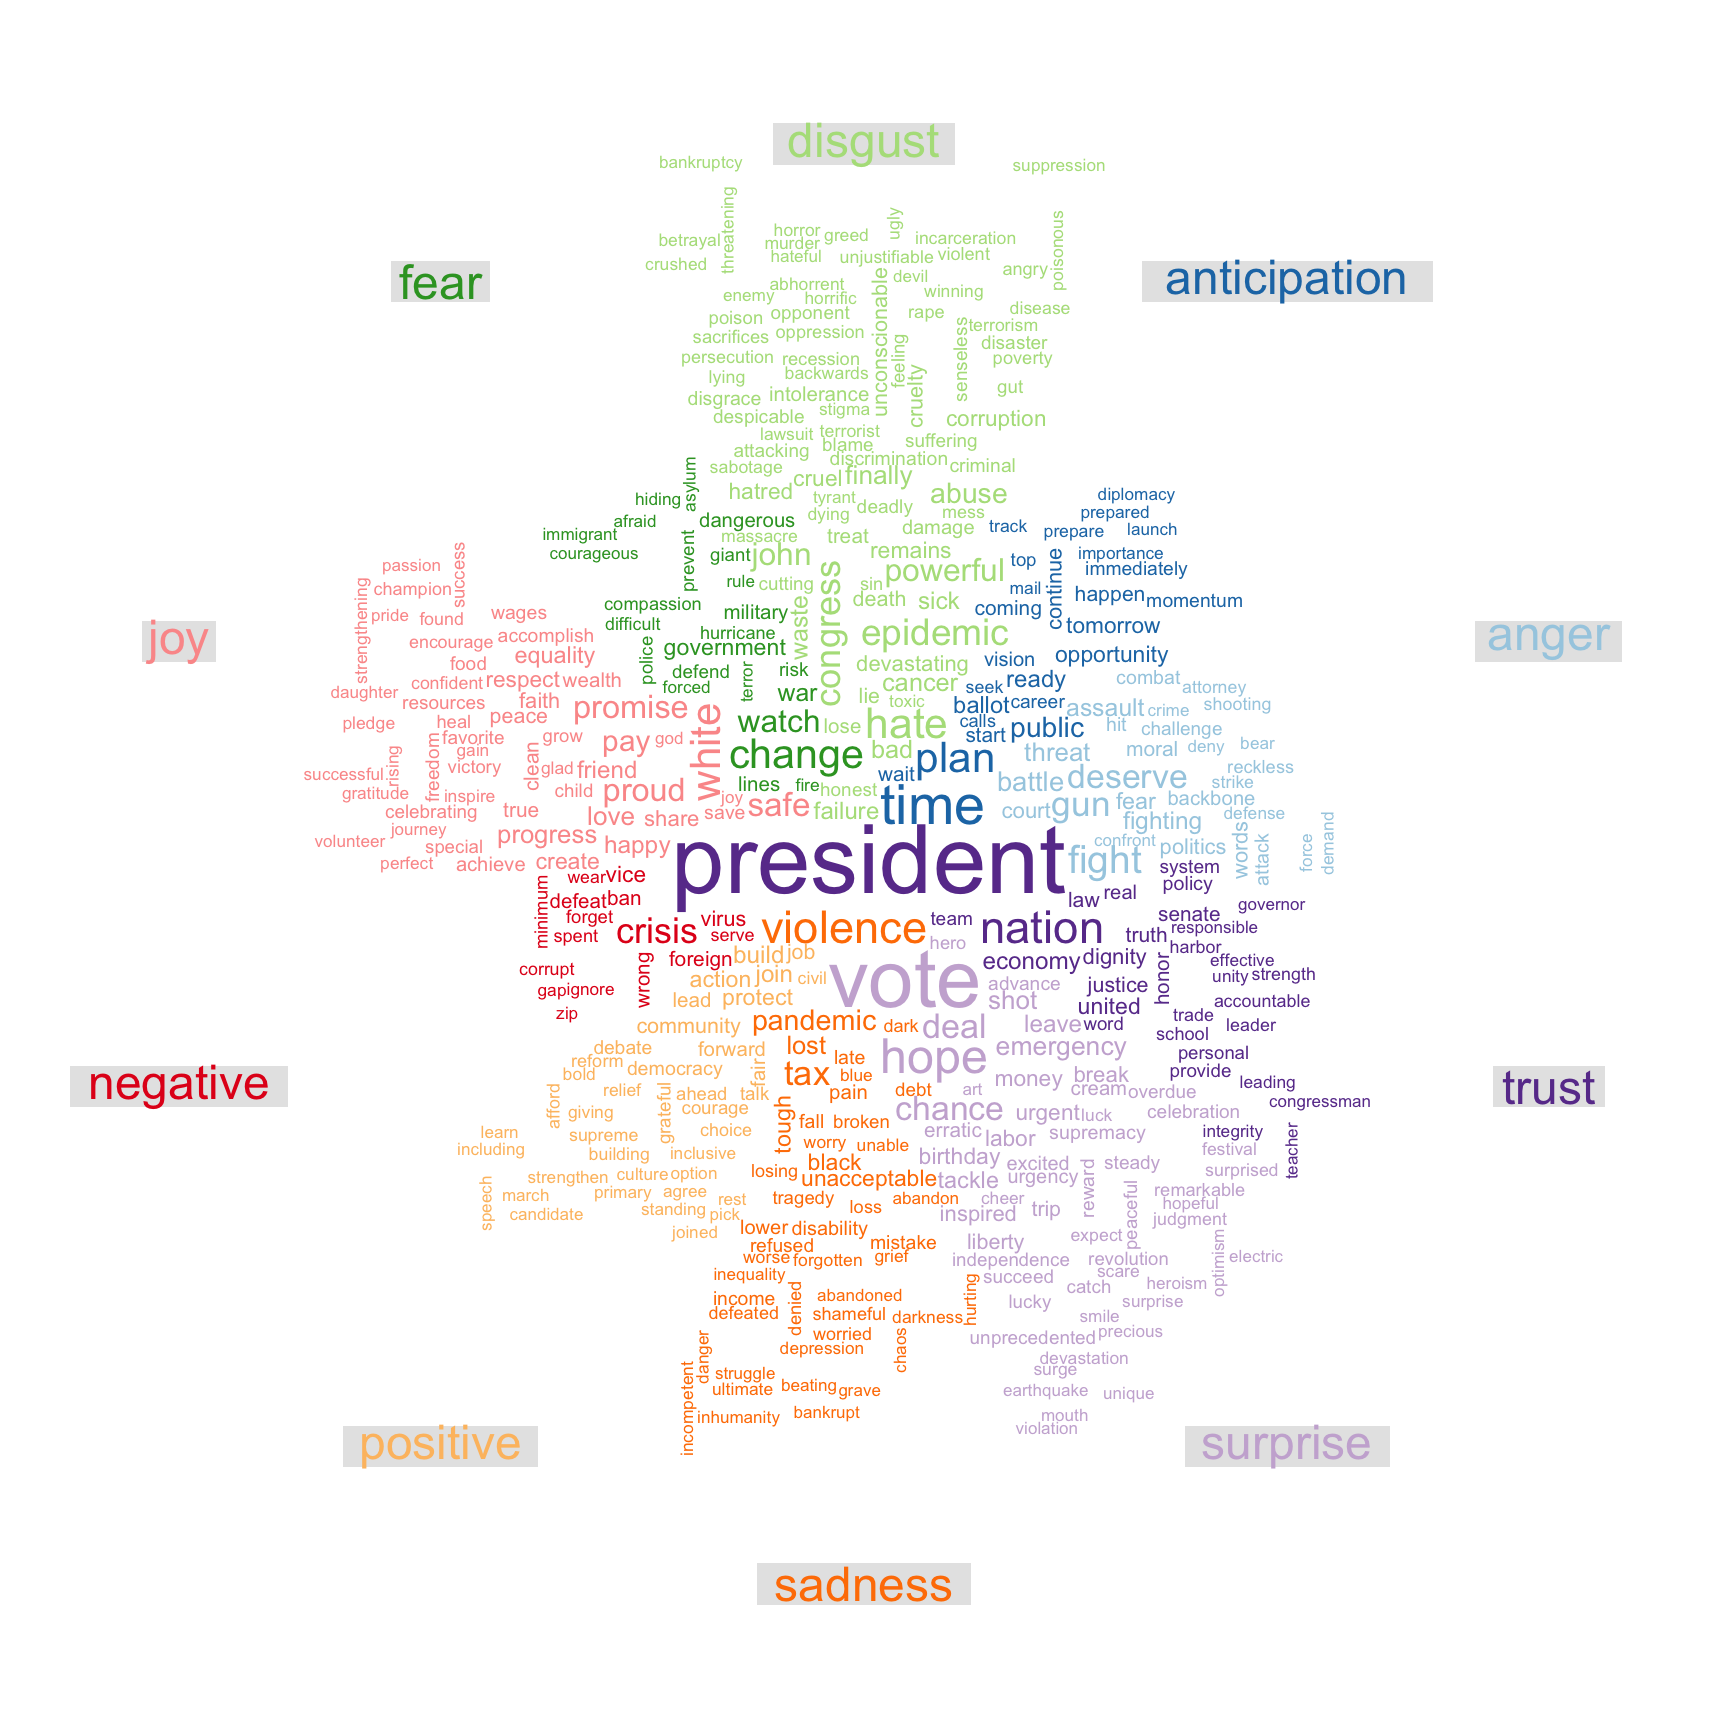 disgust
bankruptcy
suppression
threatening
ugly
poisonous
betrayal
horror
greed
incarceration
murder
crushed
hateful
unjustifiable
violent
angry
devil
fear
anticipation
abhorrent
unconscionable
enemy
horrific
winning
poison
opponent
rape
disease
sacrifices
oppression
senseless
terrorism
disaster
persecution
recession
feeling
poverty
lying
backwards
cruelty
gut
disgrace
intolerance
despicable
stigma
corruption
lawsuit
terrorist
attacking
blame
suffering
sabotage
discrimination
criminal
cruel
finally
asylum
hiding
hatred
tyrant
deadly
abuse
diplomacy
afraid
dangerous
dying
mess
prepared
immigrant
massacre
treat
damage
track
prepare
launch
courageous
prevent
giant
john
remains
top
continue
importance
passion
success
rule
cutting
congress
sin
powerful
mail
immediately
champion
strengthening
compassion
military
waste
death
sick
coming
happen
momentum
pride
found
wages
difficult
hurricane
epidemic
tomorrow
joy
encourage
accomplish
police
government
anger
food
equality
defend
terror
risk
devastating
vision
opportunity
daughter
confident
respect
wealth
forced
war
lie
cancer
seek
ready
combat
attorney
resources
faith
promise
white
toxic
ballot
career
assault
crime
shooting
pledge
heal
peace
watch
lose
hate
calls
public
hit
challenge
favorite
grow
pay
god
start
gain
freedom
clean
change
bad
plan
threat
moral
deny
bear
successful
rising
victory
glad
friend
wait
battle
deserve
reckless
gratitude
inspire
child
proud
lines
fire
honest
strike
celebrating
true
love
share
save
joy
safe
failure
time
court
gun
fear
backbone
journey
fighting
defense
volunteer
special
progress
happy
president
confront
politics
words
attack
force
demand
perfect
achieve
create
fight
system
minimum
wear
vice
policy
defeat
ban
law
real
governor
forget
virus
violence
team
nation
senate
spent
crisis
serve
hero
truth
responsible
harbor
corrupt
wrong
foreign
build
job
vote
economy
dignity
honor
effective
gap
ignore
action
join
civil
advance
justice
unity
strength
zip
lead
protect
shot
united
accountable
community
pandemic
dark
deal
leave
word
trade
school
leader
debate
forward
lost
late
hope
emergency
personal
reform
democracy
fair
provide
bold
tax
blue
money
break
negative
trust
relief
ahead
talk
pain
debt
art
cream
overdue
leading
afford
giving
grateful
courage
tough
chance
urgent
luck
celebration
congressman
learn
supreme
choice
fall
broken
erratic
labor
supremacy
integrity
including
building
inclusive
worry
unable
festival
teacher
strengthen
culture
option
losing
black
birthday
excited
steady
surprised
speech
march
primary
agree
rest
unacceptable
tackle
urgency
reward
remarkable
candidate
standing
pick
tragedy
loss
abandon
cheer
inspired
trip
peaceful
hopeful
judgment
joined
lower
disability
mistake
liberty
expect
refused
worse
forgotten
grief
independence
revolution
optimism
electric
inequality
succeed
scare
heroism
catch
income
denied
abandoned
hurting
lucky
surprise
defeated
shameful
darkness
smile
worried
chaos
unprecedented
precious
danger
depression
devastation
incompetent
struggle
surge
ultimate
beating
grave
earthquake
unique
inhumanity
bankrupt
mouth
violation
positive
surprise
sadness